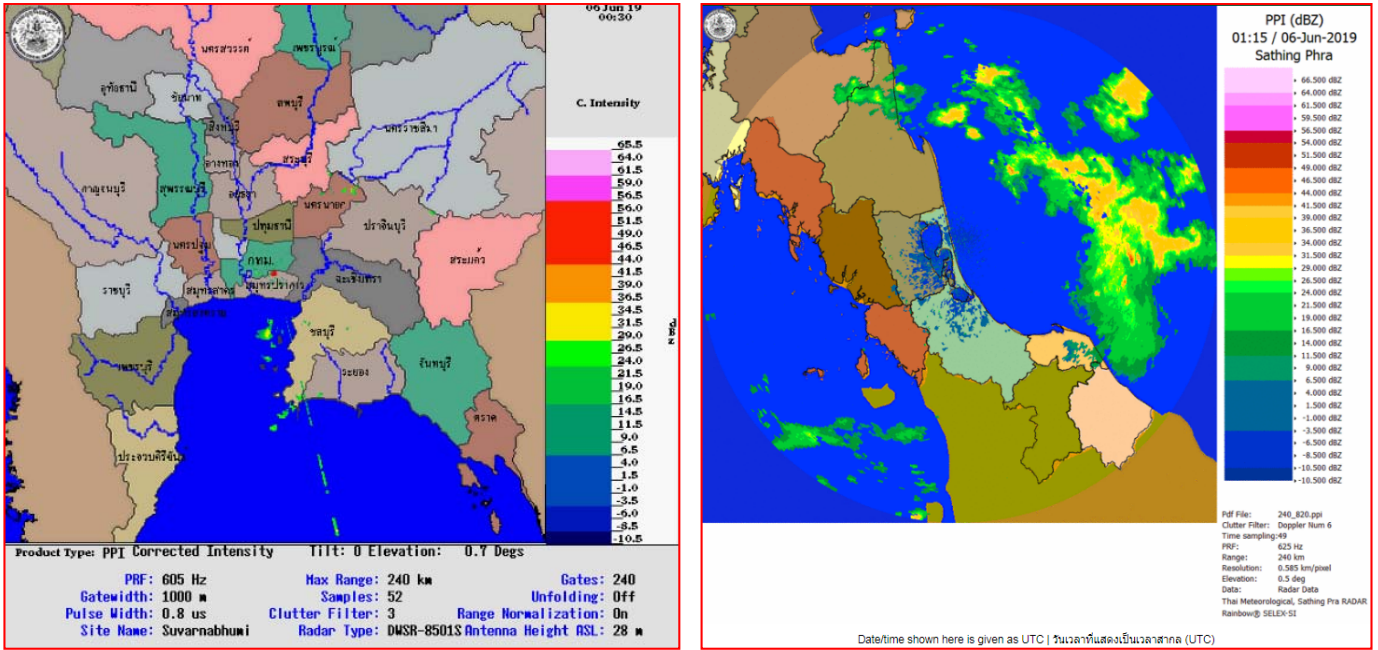 06 Jun 19
00:30
นครสวรรค์
เพชรบูรณ์
อุทัยธานี
ชัยนาท
ลพบุรี
สิงห์บุรี
นครราชสีมา
สระบุรี
อ่างทอง
กาญจนบุรี
สุพรรณบุรี
อยุธยา
นครนายก
ปราจีนบุรี
ปทุมธานี
นครปฐม
กทม.
สระแก้ว
ฉะเชิงเทรา
ราชบุรี
สมุทรสาคร
สมุทรปราการ
สมุทรสงคราม
ชลบุรี
เพชรบุรี
ระยอง
จันทบุรี
ตราด
ประจวบคีรีขันธ์
C. Intensity
65.5
64.0
61.5
59.0
56.5
56.0
51.5
49.0
46.5
44.0
41.5
39.0
36.5
34.5
31.5
29.0
26.5
24.0
21.5
19.0
16.5
14.5
11.5
9.0
6.5
4.0
1.5
-1.0
-3.5
-6.0
-8.5
-10.5
Product Type: PPI Corrected Intensity Tilt: 0 Elevation: 0.7 Degs
PRF: 605 Hz Max Range: 240 km Gates: 240
Gatewidth: 1000 m Samples: 52 Unfolding: Off
Pulse Width: 0.8 us Clutter Filter: 3 Range Normalization: On
Site Name: Suvarnabhumi Radar Type: DWSR-8501S Antenna Height ASL: 28 m
PPI (dBZ)
01:15 / 06-Jun-2019
Sathing Phra
66.500 dBZ
64.000 dBZ
61.500 dBZ
59.500 dBZ
56.500 dBZ
54.000 dBZ
51.500 dBZ
49.000 dBZ
46.500 dBZ
44.000 dBZ
41.500 dBZ
39.000 dBZ
36.500 dBZ
34.000 dBZ
31.500 dBZ
29.000 dBZ
26.500 dBZ
24.000 dBZ
21.500 dBZ
19.000 dBZ
16.500 dBZ
14.000 dBZ
11.500 dBZ
9.000 dBZ
6.500 dBZ
4.000 dBZ
1.500 dBZ
-1.000 dBZ
-3.500 dBZ
-6.500 dBZ
-8.500 dBZ
-10.500 dBZ
-10.500 dBZ
Pdf File: 240_820.ppi
Clutter Filter: Doppler Num 6
Time sampling:49
PRF: 625 Hz
Range: 240 km
Resolution: 0.585 km/pixel
Elevation: 0.5 deg
Data: Radar Data
Thai Meteorological, Sathing Pra RADAR
Rainbow® SELEX-SI
Date/time shown here is given as UTC | วันเวลาที่แสดงเป็นเวลาสากล (UTC)